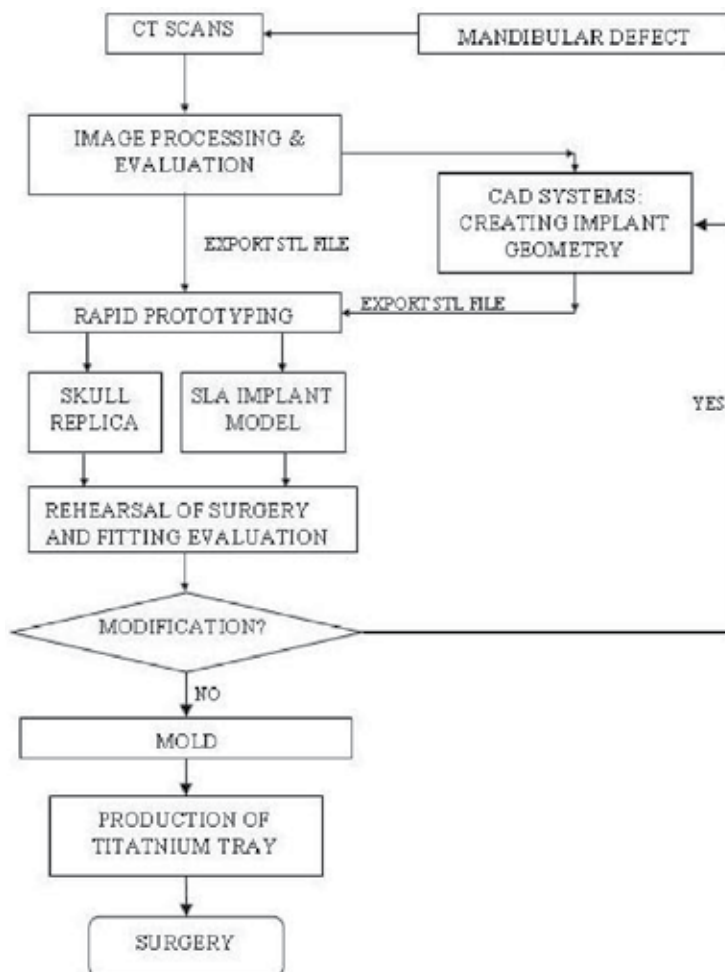 CT SCANS
MANDIBULAR DEFECT
IMAGE PROCESSING &
EVALUATION
CAD SYSTEMS:
CREATING IMPLANT
GEOMETRY
EXPORT STL FILE
EXPORT STL FILE
RAPID PROTOTYPING
SKULL
REPLICA
SLA IMPLANT
MODEL
YES
REHEARSAL OF SURGERY
AND FITTING EVALUATION
MODIFICATION?
NO
MOLD
PRODUCTION OF
TITATNIUM TRAY
SURGERY